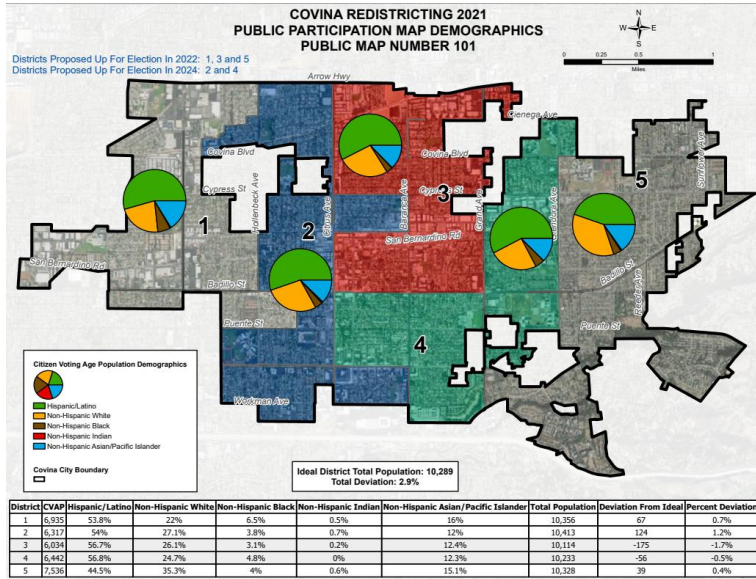 COVINA REDISTRICTING 2021
PUBLIC PARTICIPATION MAP DEMOGRAPHICS
PUBLIC MAP NUMBER 101
N
W E
S
0 0.5 1
Miles
Districts Proposed Up For Election In 2022: 1, 3 and 5
Districts Proposed Up For Election In 2024: 2 and 4
Arrow Hwy
Cienega Ave
Covina Blvd
Covina Blvd
Cypress St
Cypress St
Hollenbeck Ave
Citrus Ave
Barranca Ave
Grand Ave
Glendora Ave
Sunflower Ave
1
2
3
4
5
San Bernardino Rd
San Bernardino Rd
Badillo St
Badillo St
Reeder Ave
Puente St
Puente St
Workman Ave
Citizen Voting Age Population Demographics
Hispanic/Latino
Non-Hispanic White
Non-Hispanic Black
Non-Hispanic Indian
Non-Hispanic Asian/Pacific Islander
Covina City Boundary
Ideal District Total Population: 10,289
Total Deviation: 2.9%
District CVAP Hispanic/Latino Non-Hispanic White Non-Hispanic Black Non-Hispanic Indian Non-Hispanic Asian/Pacific Islander Total Population Deviation From Ideal Percent Deviation
1 6,935 53.8% 22% 6.5% 0.5% 16% 10,356 67 0.7%
2 6,317 54% 27.1% 3.8% 0.7% 12% 10,413 124 1.2%
3 6,034 56.7% 26.1% 3.1% 0.2% 12.4% 10,114 -175 -1.7%
4 6,442 56.8% 24.7% 4.8% 0% 12.3% 10,233 -56 -0.5%
5 7,536 44.5% 35.3% 4% 0.6% 15.1% 10,328 39 0.4%